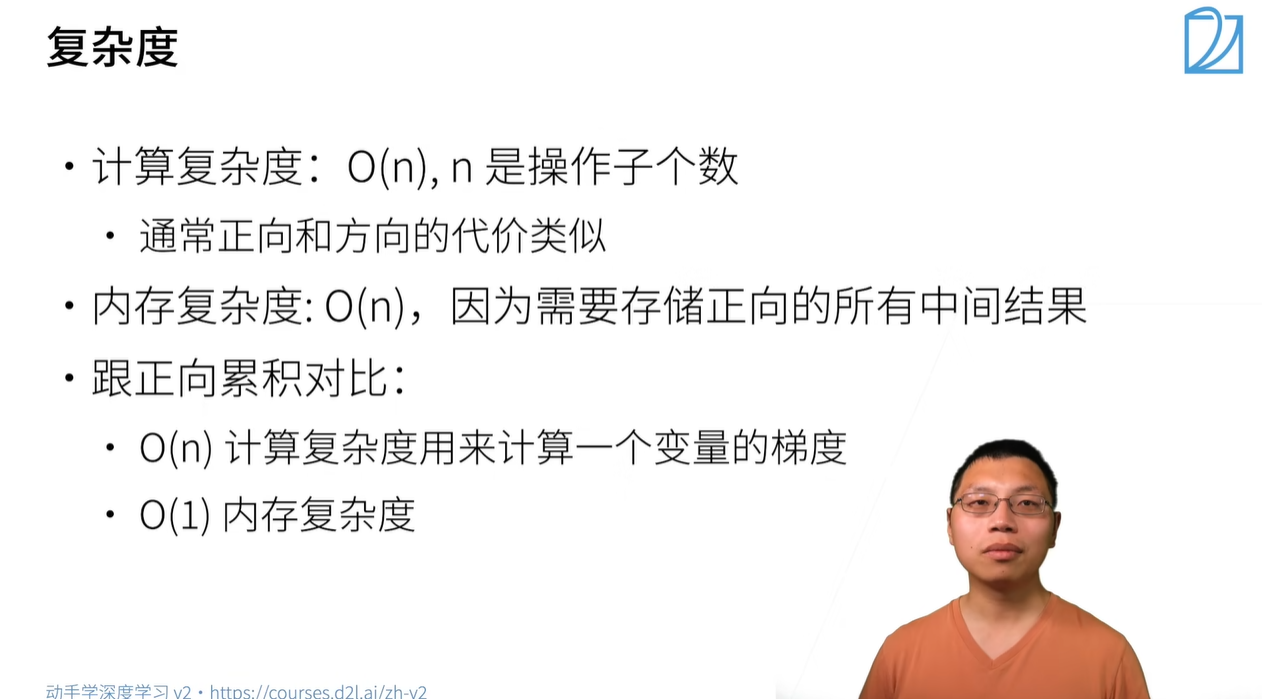 复杂度
• 计算复杂度：O(n), n 是操作子个数
• 通常正向和方向的代价类似
• 内存复杂度: O(n)，因为需要存储正向的所有中间结果
• 跟正向累积对比：
• O(n) 计算复杂度用来计算一个变量的梯度
• O(1) 内存复杂度
动手学深度学习 v2 • https://courses.d2l.ai/zh-v2